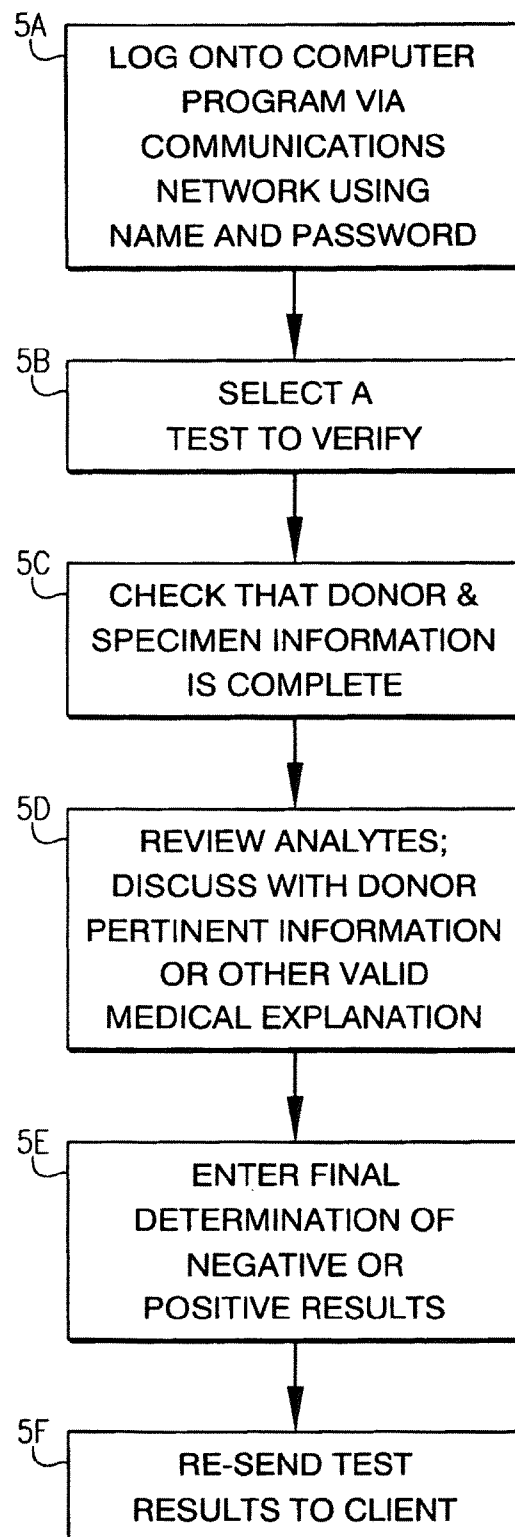 5A
LOG ONTO COMPUTER
PROGRAM VIA
COMMUNICATIONS
NETWORK USING
NAME AND PASSWORD
5B
SELECT A
TEST TO VERIFY
5C
CHECK THAT DONOR &
SPECIMEN INFORMATION
IS COMPLETE
5D
REVIEW ANALYTES;
DISCUSS WITH DONOR
PERTINENT INFORMATION
OR OTHER VALID
MEDICAL EXPLANATION
5E
ENTER FINAL
DETERMINATION OF
NEGATIVE OR
POSITIVE RESULTS
5F
RE-SEND TEST
RESULTS TO CLIENT